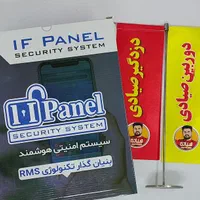 IF PANEL
SECURITY SYSTEM
IF Panel
SECURITY SYSTEM
سیستم امنیتی هوشمند
بنیان گذار تکنولوژی RMS
دزدگیر صیادی
دوربین صیادی